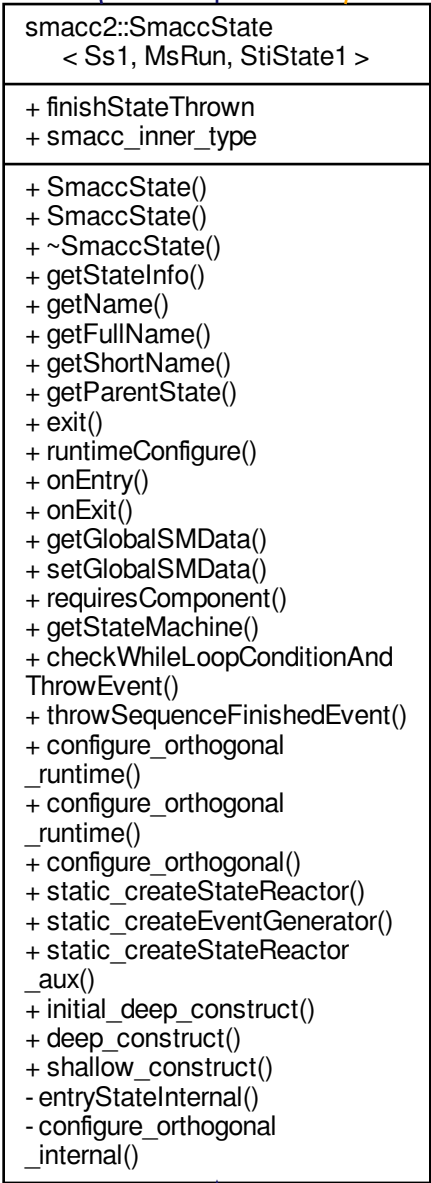 smacc2::SmaccState
< Ss1, MsRun, StiState1 >
+ finishStateThrown
+ smacc_inner_type
+ SmaccState()
+ SmaccState()
+ ~SmaccState()
+ getStateInfo()
+ getName()
+ getFullName()
+ getShortName()
+ getParentState()
+ exit()
+ runtimeConfigure()
+ onEntry()
+ onExit()
+ getGlobalSMData()
+ setGlobalSMData()
+ requiresComponent()
+ getStateMachine()
+ checkWhileLoopConditionAnd
ThrowEvent()
+ throwSequenceFinishedEvent()
+ configure_orthogonal
_runtime()
+ configure_orthogonal
_runtime()
+ configure_orthogonal()
+ static_createStateReactor()
+ static_createEventGenerator()
+ static_createStateReactor
_aux()
+ initial_deep_construct()
+ deep_construct()
+ shallow_construct()
- entryStateInternal()
- configure_orthogonal
_internal()